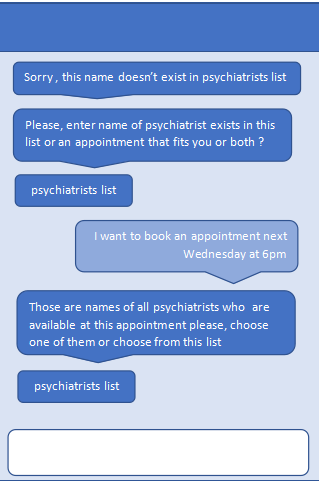 Sorry , this name doesn't exist in psychiatrists list
Please, enter name of psychiatrist exists in this
list or an appointment that fits you or both ?
psychiatrists list
I want to book an appointment next
Wednesday at 6pm
Those are names of all psychiatrists who are
available at this appointment please, choose
one of them or choose from this list
psychiatrists list